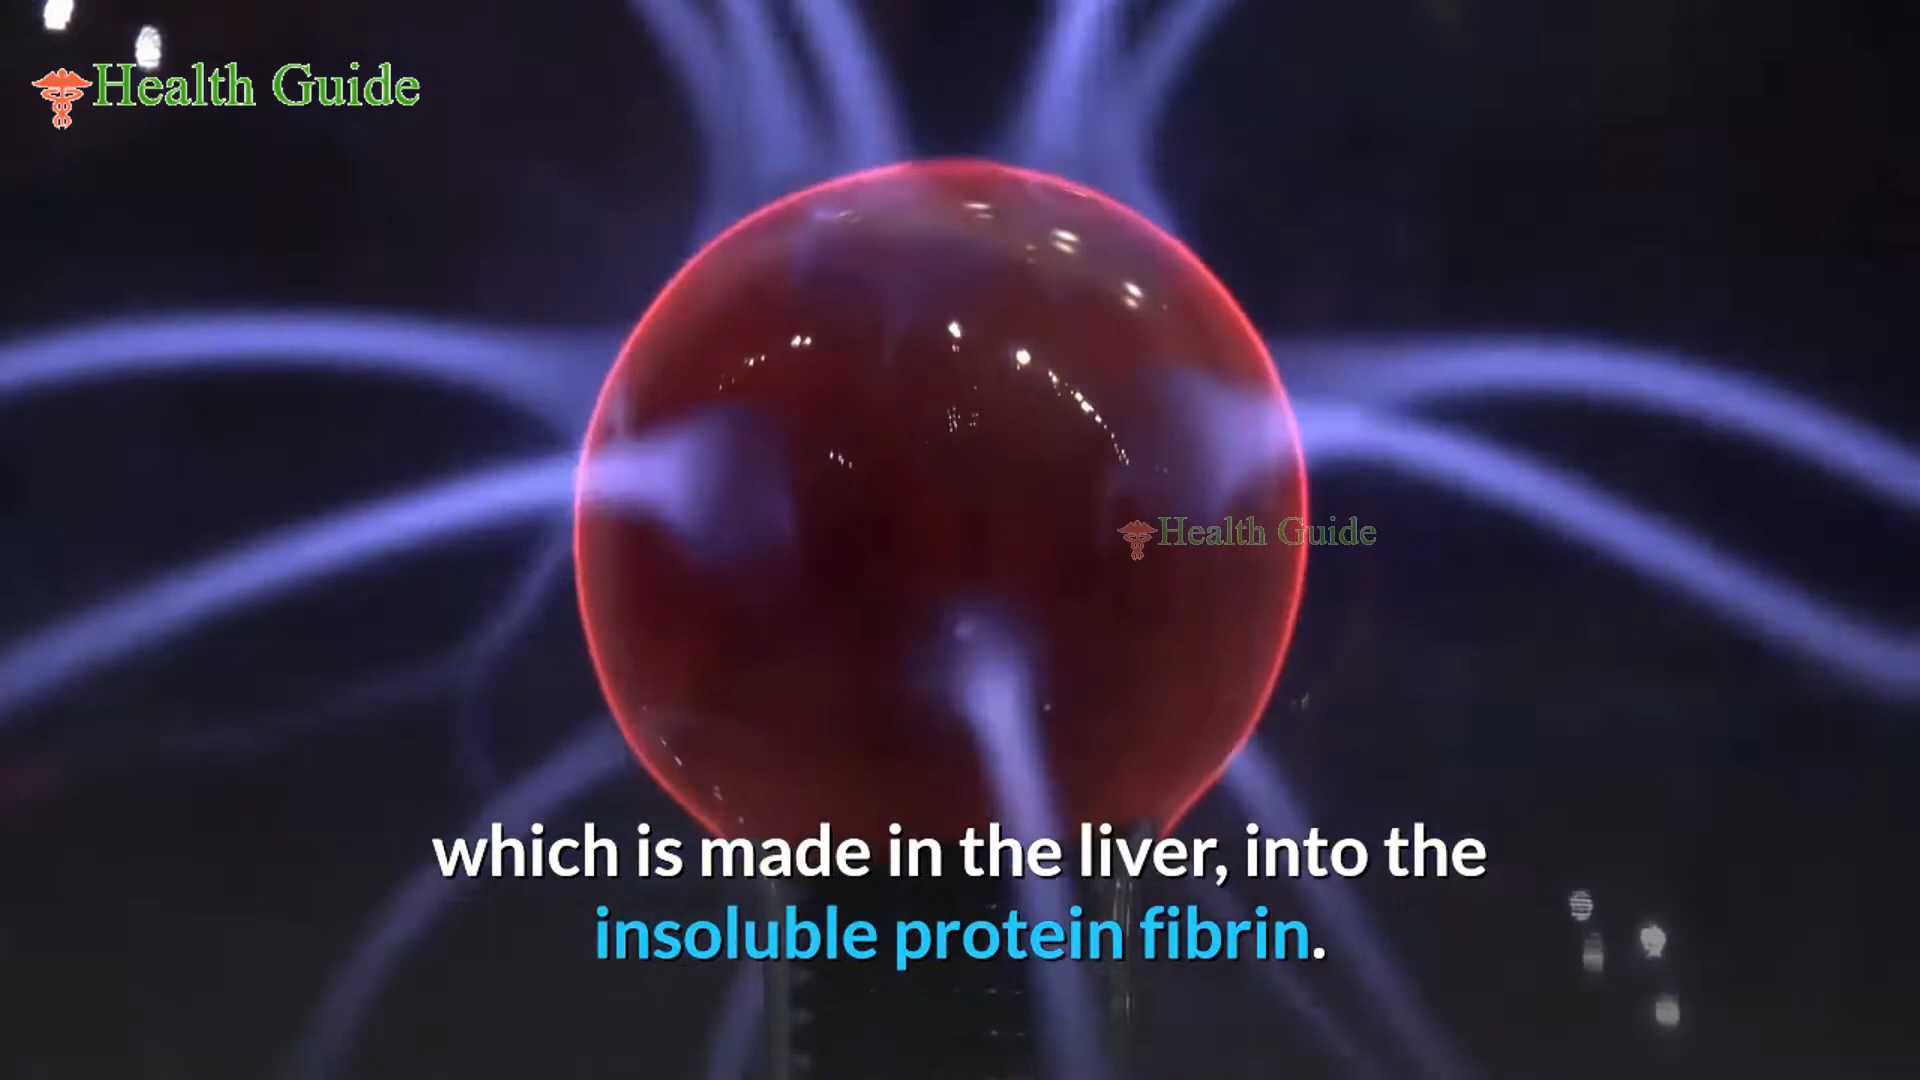 Health Guide
Health Guide
which is made in the liver, into the
insoluble protein fibrin.